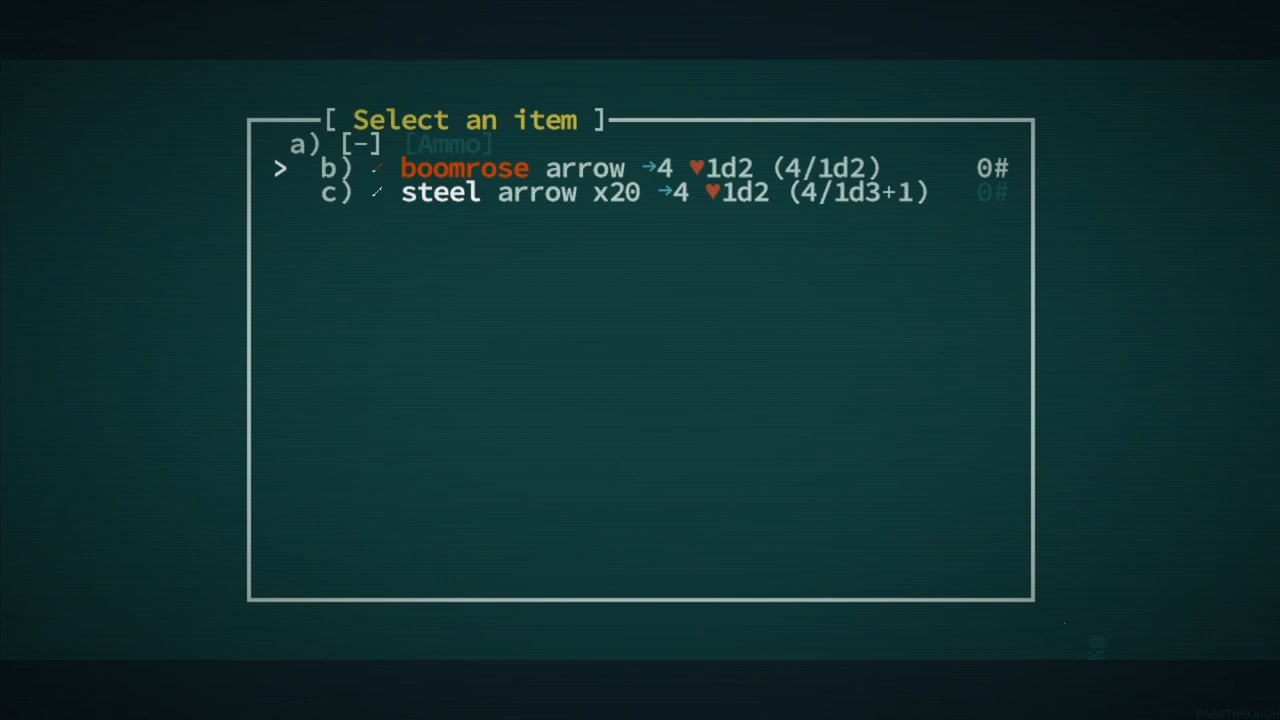 [ Select an item ]
a) [-] [Ammo]
> b) boomrose arrow →4 ♥1d2 (4/1d2) 0#
c) steel arrow x20 →4 ♥1d2 (4/1d3+1) 0#
PASSTHROUGH